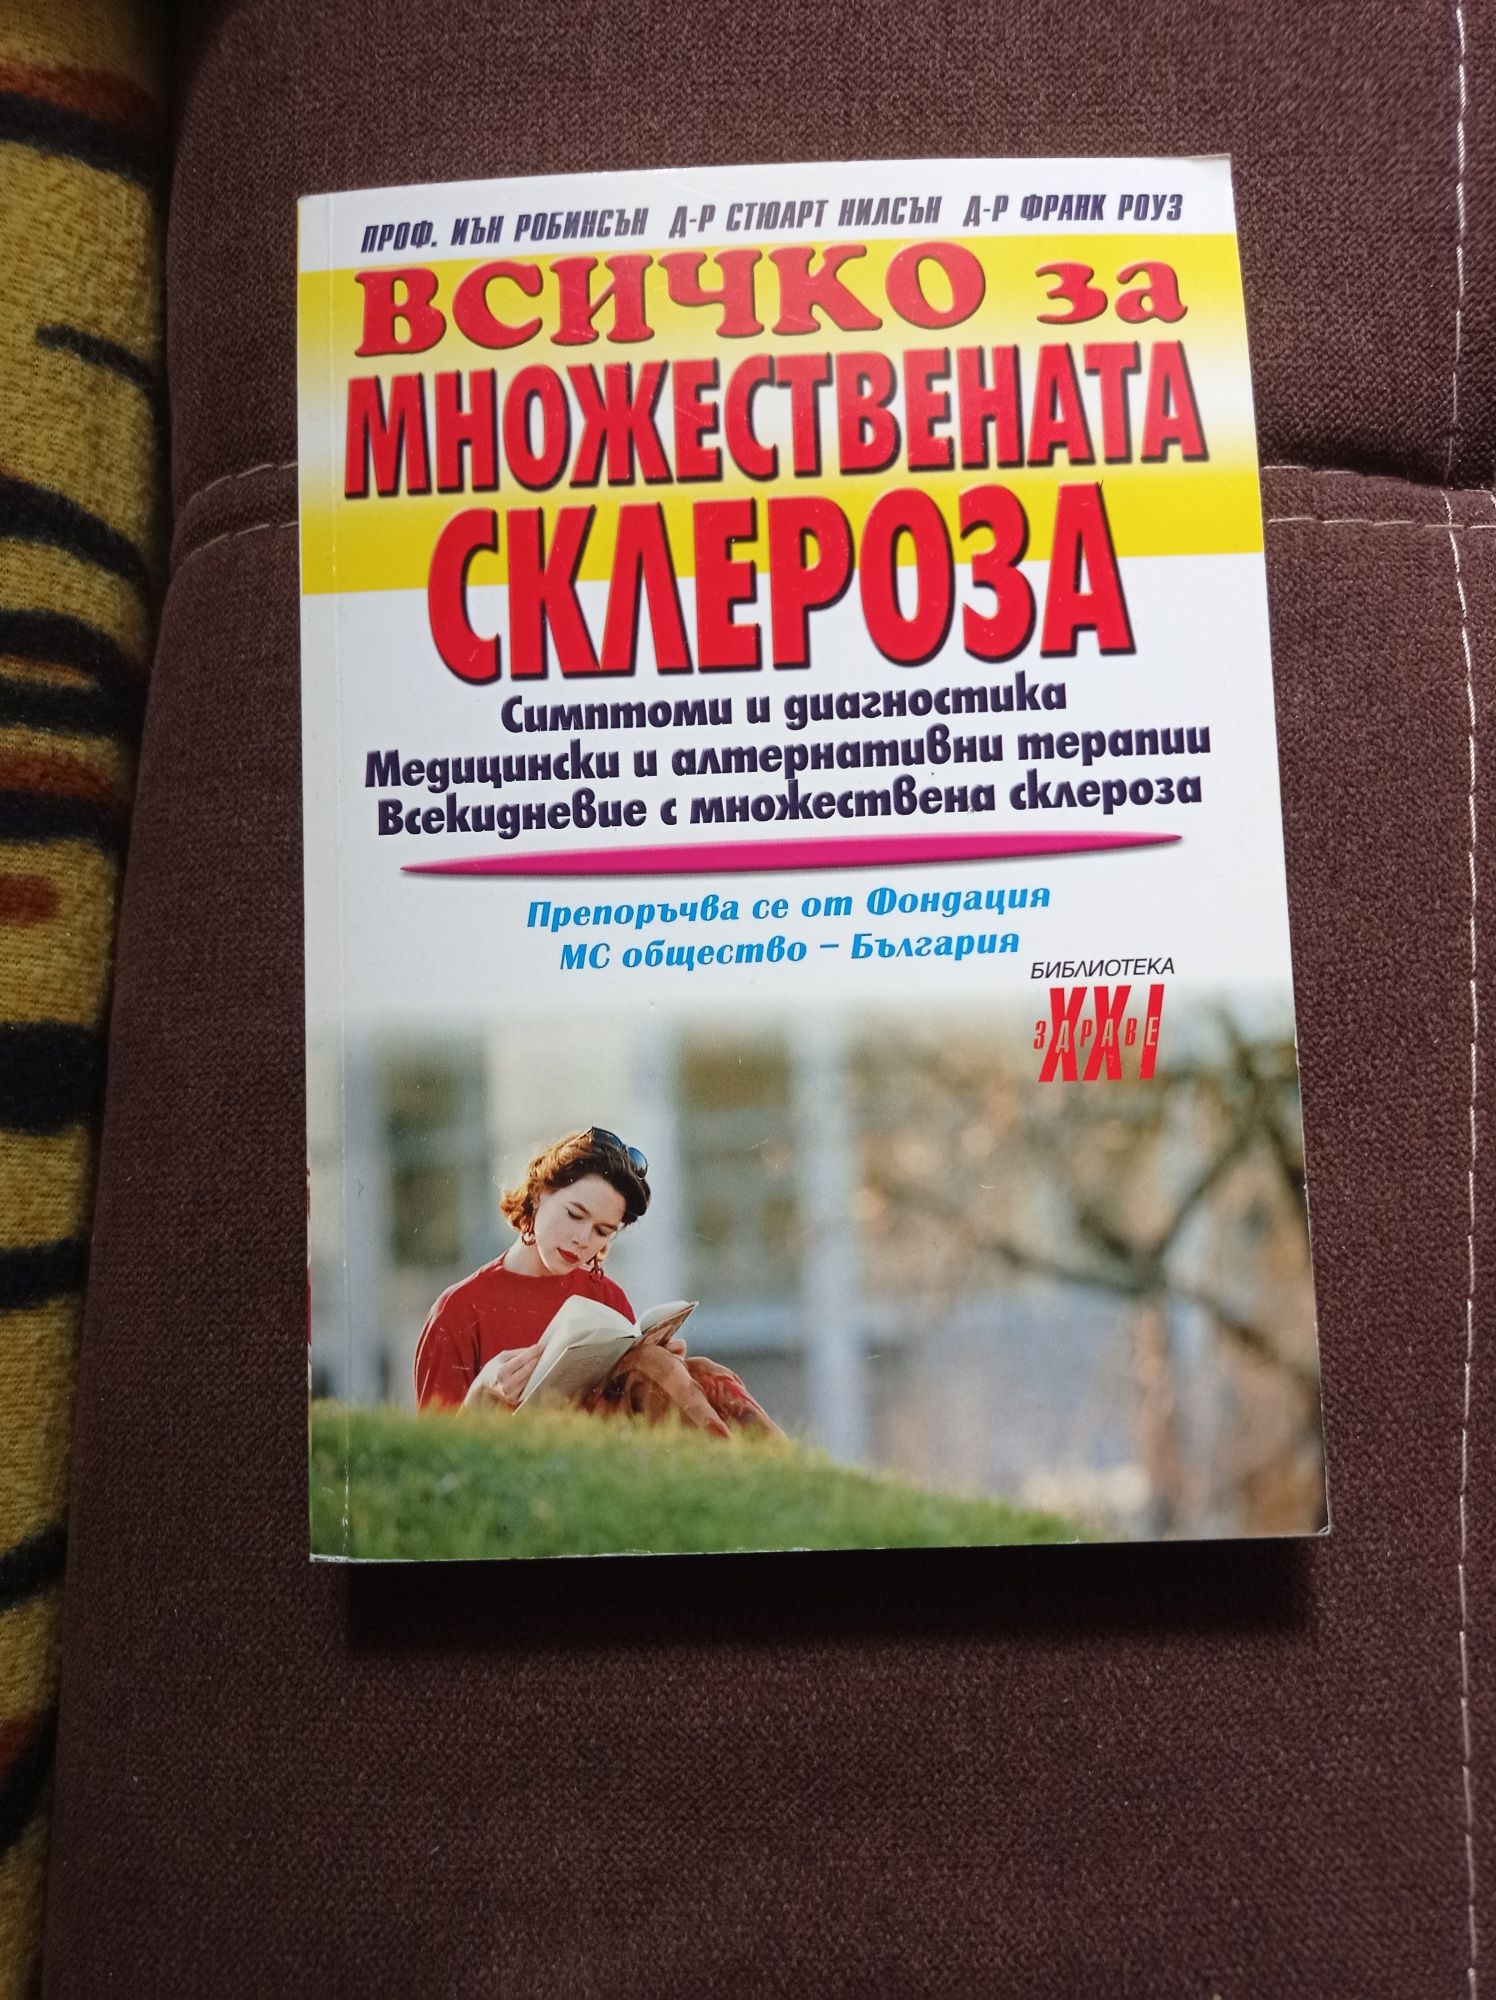 ПРОФ. ИЪН РОБИНСЪН Д-Р СТЮАРТ НИЛСЪН Д-Р ФРАНК РОУЗ
ВСИЧКО за
МНОЖЕСТВЕНАТА
СКЛЕРОЗА
Симптоми и диагностика
Медицински и алтернативни терапии
Всекидневие с множествена склероза
Препоръчва се от Фондация
МС общество – България
БИБЛИОТЕКА
ЗДРАВЕ
XXI